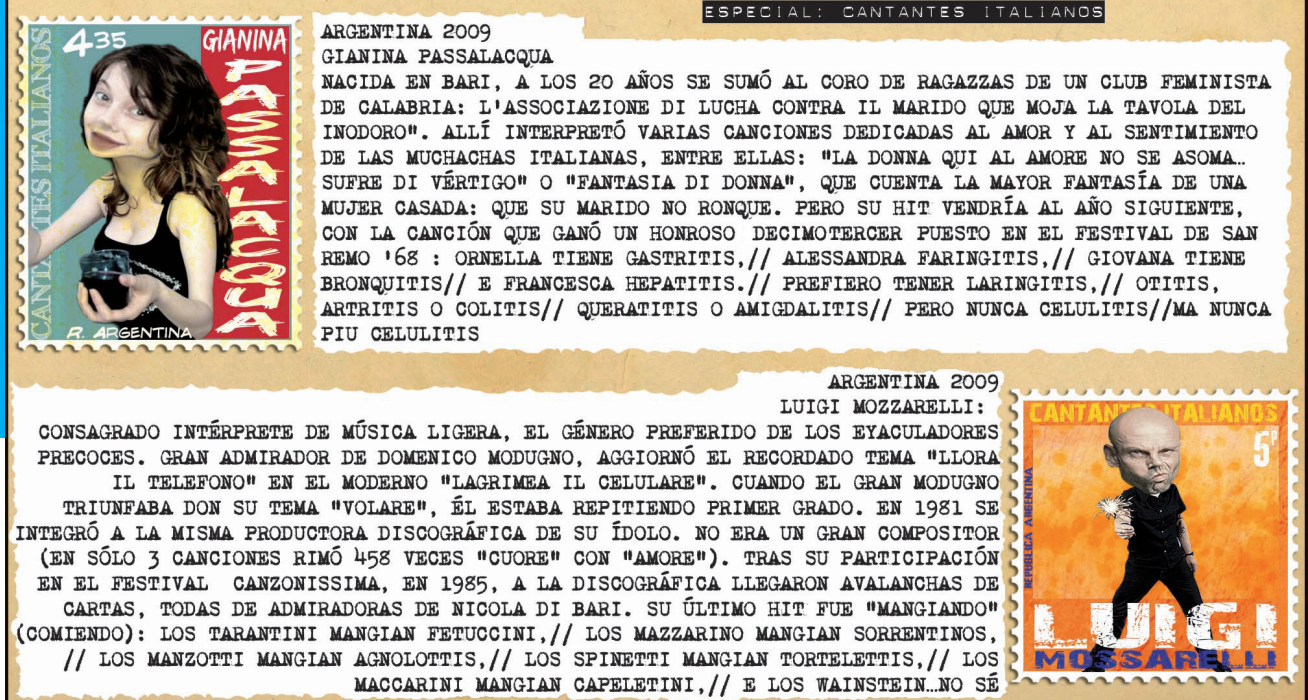 ESPECIAL: CANTANTES ITALIANOS
4.35
GIANINA
PASSALACQUA
CANTANTES ITALIANOS
R. ARGENTINA
ARGENTINA 2009
GIANINA PASSALACQUA
NACIDA EN BARI, A LOS 20 AÑOS SE SUMÓ AL CORO DE RAGAZZAS DE UN CLUB FEMINISTA
DE CALABRIA: L'ASSOCIAZIONE DI LUCHA CONTRA IL MARIDO QUE MOJA LA TAVOLA DEL
INODORO". ALLÍ INTERPRETÓ VARIAS CANCIONES DEDICADAS AL AMOR Y AL SENTIMIENTO
DE LAS MUCHACHAS ITALIANAS, ENTRE ELLAS: "LA DONNA QUI AL AMORE NO SE ASOMA…
SUFRE DI VÉRTIGO" O "FANTASIA DI DONNA", QUE CUENTA LA MAYOR FANTASÍA DE UNA
MUJER CASADA: QUE SU MARIDO NO RONQUE. PERO SU HIT VENDRÍA AL AÑO SIGUIENTE,
CON LA CANCIÓN QUE GANÓ UN HONROSO DECIMOTERCER PUESTO EN EL FESTIVAL DE SAN
REMO '68 : ORNELLA TIENE GASTRITIS,// ALESSANDRA FARINGITIS,// GIOVANA TIENE
BRONQUITIS// E FRANCESCA HEPATITIS.// PREFIERO TENER LARINGITIS,// OTITIS,
ARTRITIS O COLITIS// QUERATITIS O AMIGDALITIS// PERO NUNCA CELULITIS//MA NUNCA
PIU CELULITIS
ARGENTINA 2009
LUIGI MOZZARELLI:
CONSAGRADO INTÉRPRETE DE MÚSICA LIGERA, EL GÉNERO PREFERIDO DE LOS EYACULADORES
PRECOCES. GRAN ADMIRADOR DE DOMENICO MODUGNO, AGGIORNÓ EL RECORDADO TEMA "LLORA
IL TELEFONO" EN EL MODERNO "LAGRIMEA IL CELULARE". CUANDO EL GRAN MODUGNO
TRIUNFABA DON SU TEMA "VOLARE", ÉL ESTABA REPITIENDO PRIMER GRADO. EN 1981 SE
INTEGRÓ A LA MISMA PRODUCTORA DISCOGRÁFICA DE SU ÍDOLO. NO ERA UN GRAN COMPOSITOR
(EN SÓLO 3 CANCIONES RIMÓ 458 VECES "CUORE" CON "AMORE"). TRAS SU PARTICIPACIÓN
EN EL FESTIVAL CANZONISSIMA, EN 1985, A LA DISCOGRÁFICA LLEGARON AVALANCHAS DE
CARTAS, TODAS DE ADMIRADORAS DE NICOLA DI BARI. SU ÚLTIMO HIT FUE "MANGIANDO"
(COMIENDO): LOS TARANTINI MANGIAN FETUCCINI,// LOS MAZZARINO MANGIAN SORRENTINOS,
// LOS MANZOTTI MANGIAN AGNOLOTTIS,// LOS SPINETTI MANGIAN TORTELETTIS,// LOS
MACCARINI MANGIAN CAPELETINI,// E LOS WAINSTEIN…NO SÉ
CANTANTES ITALIANOS
5P
REPUBLICA ARGENTINA
LUIGI
MOSSARELLI